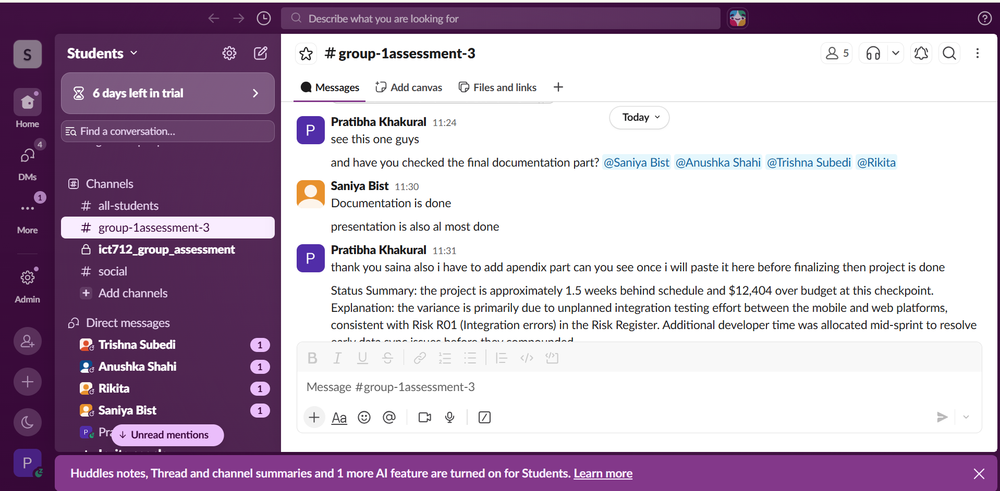 Describe what you are looking for
S
Home
4
DMs
1
More
Admin
P
Students
6 days left in trial
Find a conversation...
Channels
# all-students
# group-1assessment-3
ict712_group_assessment
# social
+ Add channels
Direct messages
Trishna Subedi 1
Anushka Shahi 1
Rikita 1
Saniya Bist 1
P
Unread mentions
# group-1assessment-3
5
Messages
Add canvas
Files and links
Today
P
Pratibha Khakural 11:24
see this one guys
and have you checked the final documentation part? @Saniya Bist @Anushka Shahi @Trishna Subedi @Rikita
Saniya Bist 11:30
Documentation is done
presentation is also al most done
P
Pratibha Khakural 11:31
thank you saina also i have to add apendix part can you see once i will paste it here before finalizing then project is done
Status Summary: the project is approximately 1.5 weeks behind schedule and $12,404 over budget at this checkpoint.
Explanation: the variance is primarily due to unplanned integration testing effort between the mobile and web platforms,
consistent with Risk R01 (Integration errors) in the Risk Register. Additional developer time was allocated mid-sprint to resolve
early data sync issues before they compounded
B I U S
Message #group-1assessment-3
Aa
Huddles notes, Thread and channel summaries and 1 more AI feature are turned on for Students. Learn more